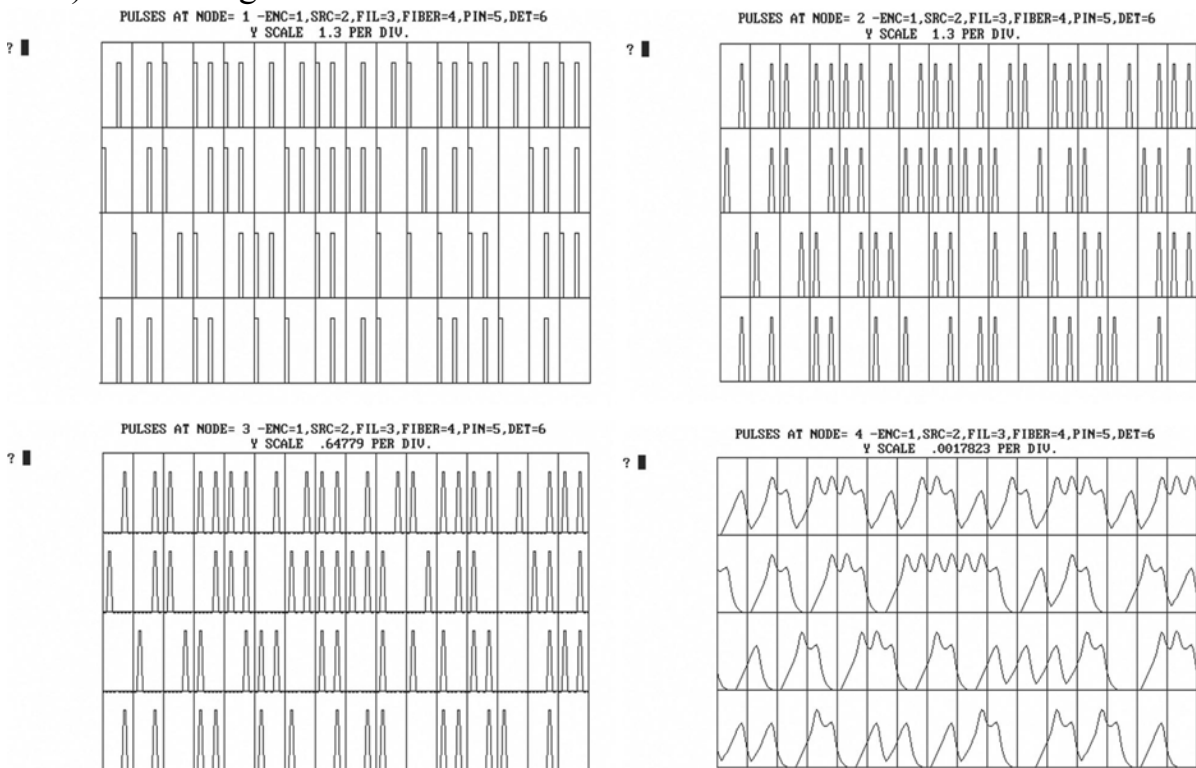 PULSES AT NODE= 1 -ENC=1,SRC=2,FIL=3,FIBER=4,PIN=5,DET=6
Y SCALE 1.3 PER DIV.
?
PULSES AT NODE= 2 -ENC=1,SRC=2,FIL=3,FIBER=4,PIN=5,DET=6
Y SCALE 1.3 PER DIV.
?
PULSES AT NODE= 3 -ENC=1,SRC=2,FIL=3,FIBER=4,PIN=5,DET=6
Y SCALE .64779 PER DIV.
?
PULSES AT NODE= 4 -ENC=1,SRC=2,FIL=3,FIBER=4,PIN=5,DET=6
Y SCALE .0017823 PER DIV.
?